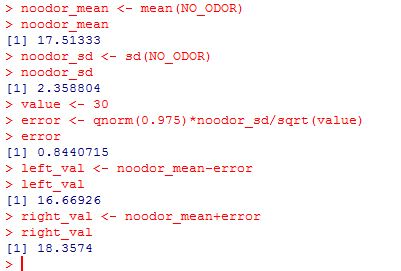 > noodor_mean <- mean(NO_ODOR)
> noodor_mean
[1] 17.51333
> noodor_sd <- sd(NO_ODOR)
> noodor_sd
[1] 2.358804
> value <- 30
> error <- qnorm(0.975)*noodor_sd/sqrt(value)
> error
[1] 0.8440715
> left_val <- noodor_mean-error
> left_val
[1] 16.66926
> right_val <- noodor_mean+error
> right_val
[1] 18.3574
>